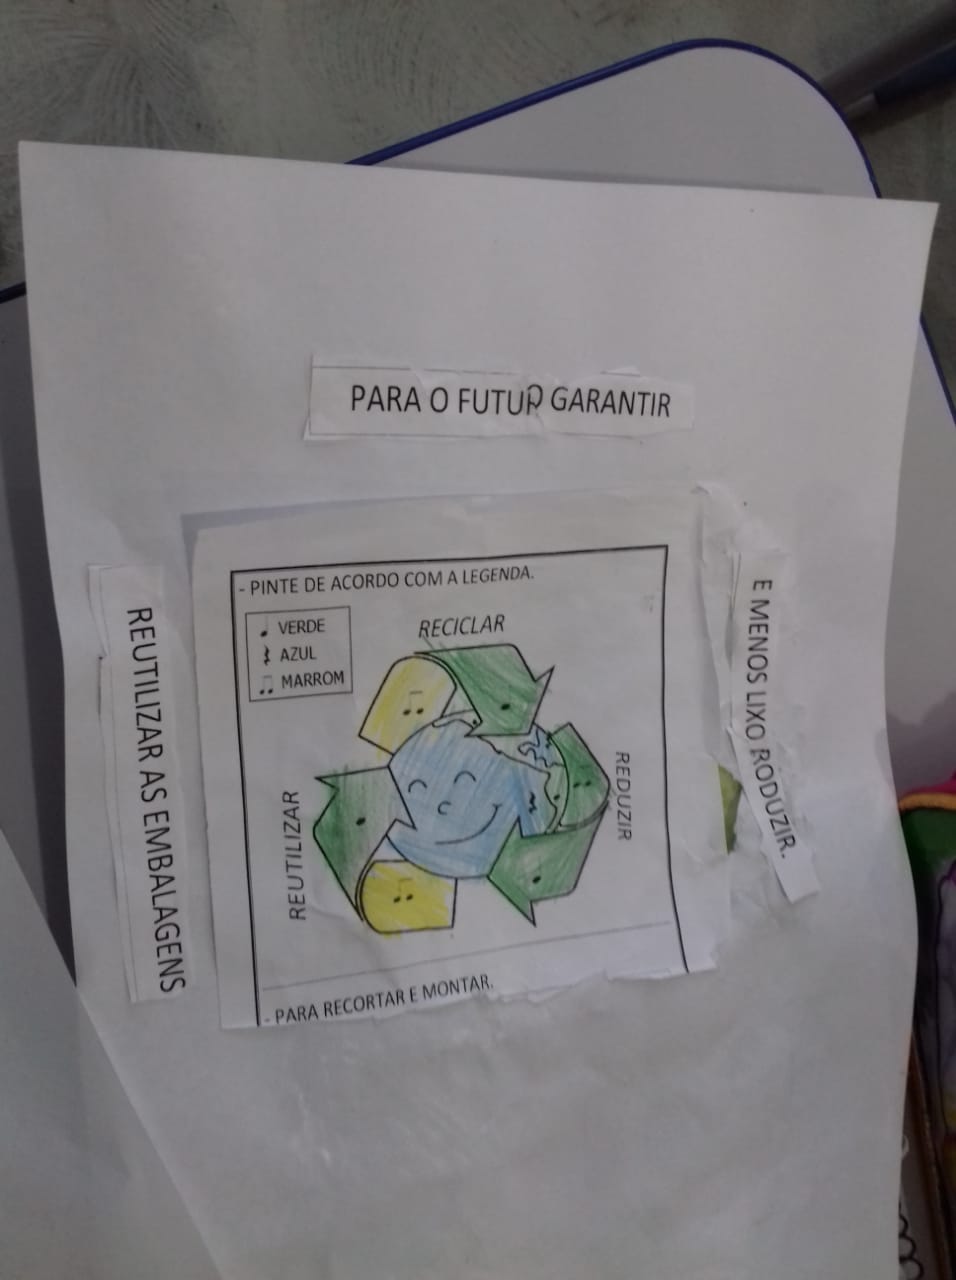 PARA O FUTURO GARANTIR
- PINTE DE ACORDO COM A LEGENDA.
VERDE
AZUL
MARROM
RECICLAR
REDUZIR
REUTILIZAR
- PARA RECORTAR E MONTAR.
REUTILIZAR AS EMBALAGENS
E MENOS LIXO RODUZIR.